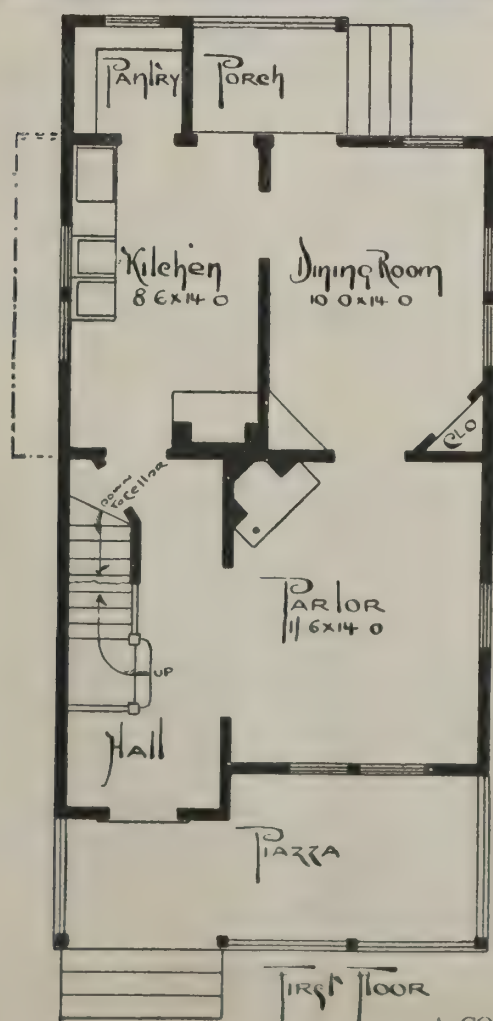 Pantry
Porch
Kitchen
8 6 x 14 0
Dining Room
10 0 x 14 0
CLO
DOWN
TO Cellar
Parlor
11 6 x 14 0
UP
Hall
Piazza
First Floor